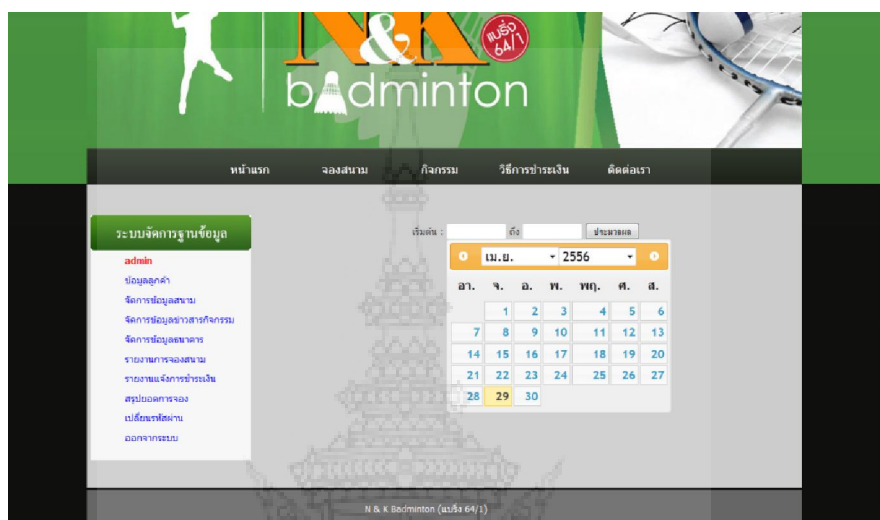 N&K
แบริ่ง
64/1
badminton
หน้าแรก จองสนาม กิจกรรม วิธีการชำระเงิน ติดต่อเรา
ระบบจัดการฐานข้อมูล
admin
ข้อมูลลูกค้า
จัดการข้อมูลสนาม
จัดการข้อมูลข่าวสารกิจกรรม
จัดการข้อมูลธนาคาร
รายงานการจองสนาม
รายงานแจ้งการชำระเงิน
สรุปยอดการจอง
เปลี่ยนรหัสผ่าน
ออกจากระบบ
เริ่มต้น : ถึง ประมวลผล
เม.ย. 2556
อา. จ. อ. พ. พฤ. ศ. ส.
1 2 3 4 5 6
7 8 9 10 11 12 13
14 15 16 17 18 19 20
21 22 23 24 25 26 27
28 29 30
N & K Badminton (แบริ่ง 64/1)